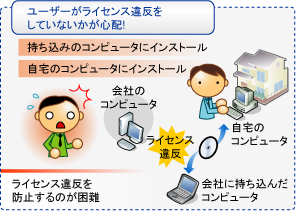 ユーザーがライセンス違反を
していないかが心配!
持ち込みのコンピュータにインストール
自宅のコンピュータにインストール
会社の
コンピュータ
自宅の
コンピュータ
ライセンス
違反
会社に持ち込んだ
コンピュータ
ライセンス違反を
防止するのが困難